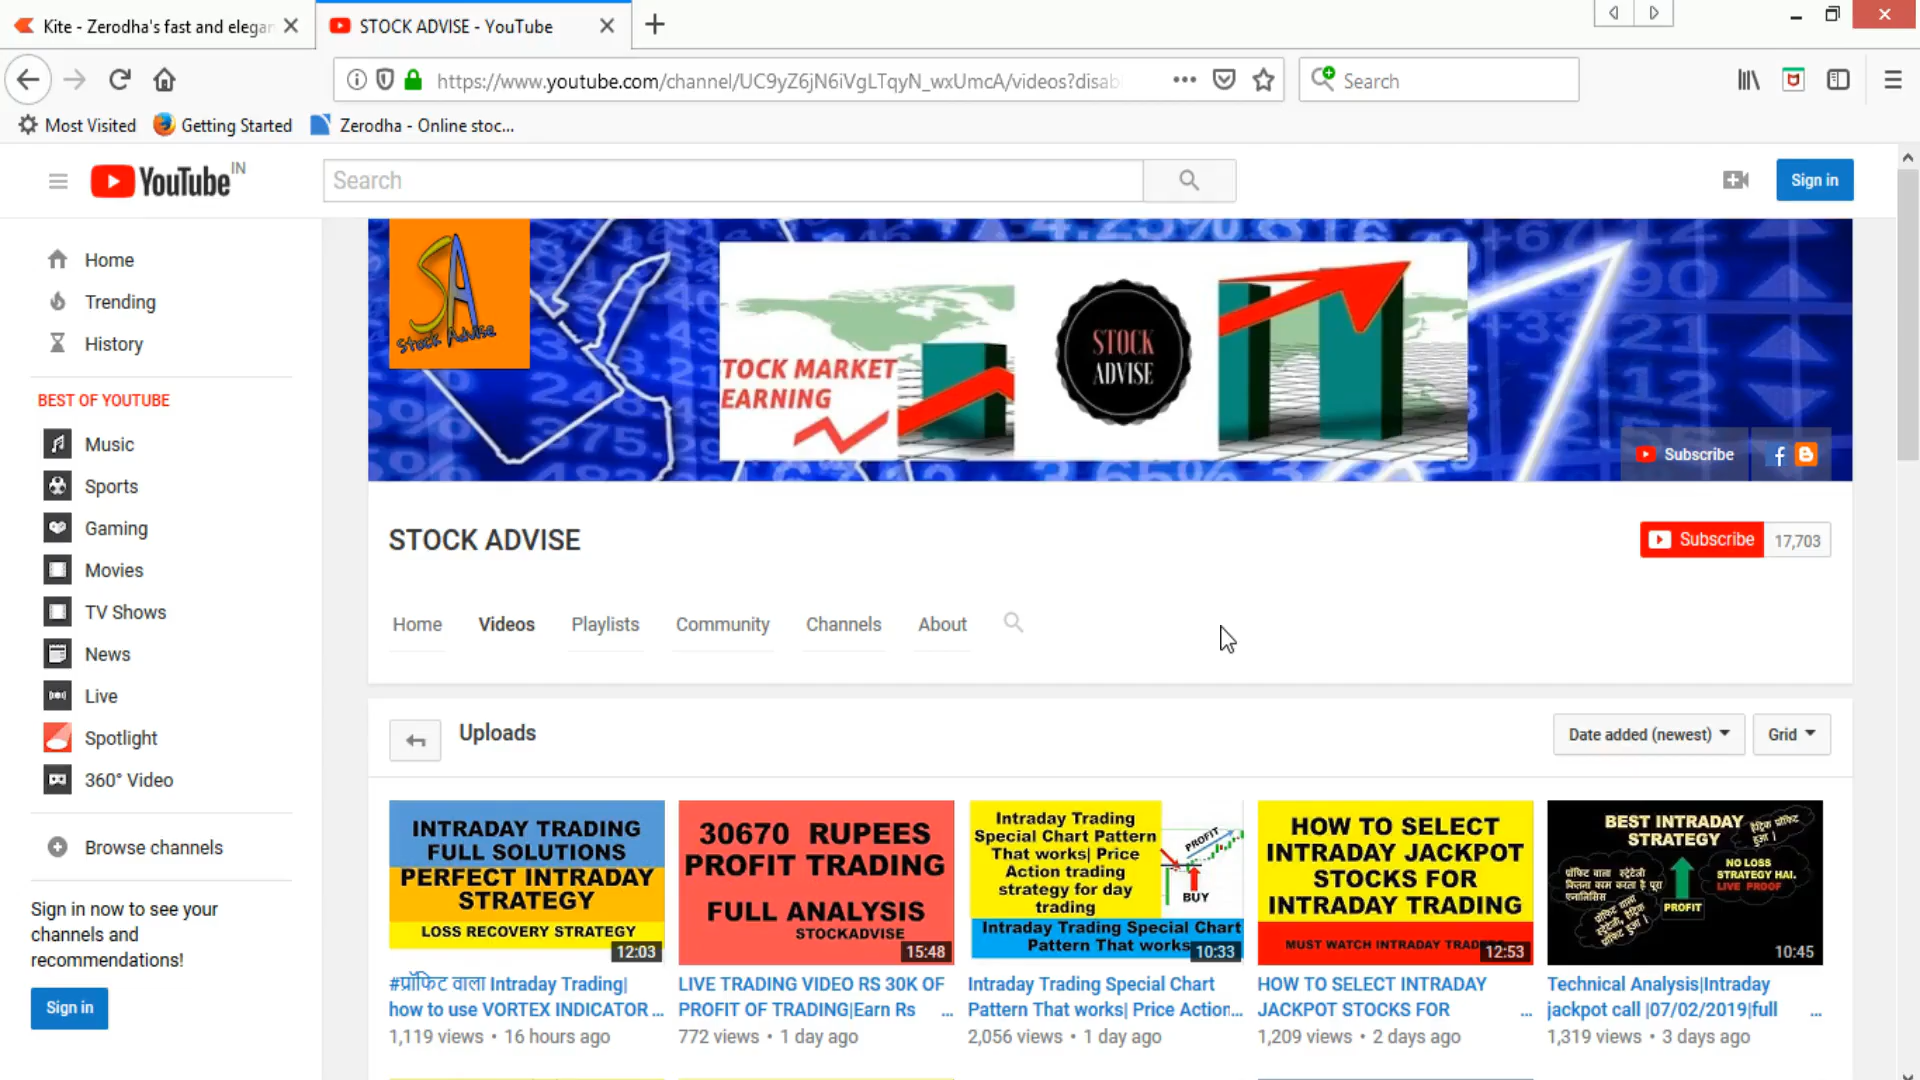 Kite - Zerodha's fast and elegan
STOCK ADVISE - YouTube
https://www.youtube.com/channel/UC9yZ6jN6iVgLTqyN_wxUmcA/videos?disab
Search
Most Visited
Getting Started
Zerodha - Online stoc...
YouTube IN
Search
Sign in
Home
Trending
History
BEST OF YOUTUBE
Music
Sports
Gaming
Movies
TV Shows
News
Live
Spotlight
360° Video
Browse channels
Sign in now to see your
channels and
recommendations!
Sign in
SA
Stock Advise
TOCK MARKET
EARNING
STOCK
ADVISE
Subscribe
STOCK ADVISE
Subscribe 17,703
Home Videos Playlists Community Channels About
Uploads
Date added (newest)
Grid
INTRADAY TRADING
FULL SOLUTIONS
PERFECT INTRADAY
STRATEGY
LOSS RECOVERY STRATEGY
12:03
#प्रॉफिट वाला Intraday Trading|
how to use VORTEX INDICATOR ...
1,119 views • 16 hours ago
30670 RUPEES
PROFIT TRADING
FULL ANALYSIS
STOCKADVISE
15:48
LIVE TRADING VIDEO RS 30K OF
PROFIT OF TRADING|Earn Rs ...
772 views • 1 day ago
Intraday Trading
Special Chart Pattern
That works| Price
Action trading
strategy for day
trading
PROFIT
BUY
Intraday Trading Special Chart
Pattern That works
10:33
Intraday Trading Special Chart
Pattern That works| Price Action...
2,056 views • 1 day ago
HOW TO SELECT
INTRADAY JACKPOT
STOCKS FOR
INTRADAY TRADING
MUST WATCH INTRADAY TRAD
12:53
HOW TO SELECT INTRADAY
JACKPOT STOCKS FOR ...
1,209 views • 2 days ago
BEST INTRADAY
STRATEGY
हैट्रिक प्रॉफिट
हुआ |
NO LOSS
STRATEGY HAI.
LIVE PROOF
प्रॉफिट वाला स्ट्रेटेजी
कितना काम करता है पूरा
एनालिसिस
PROFIT
10:45
Technical Analysis|Intraday
jackpot call |07/02/2019|full ...
1,319 views • 3 days ago